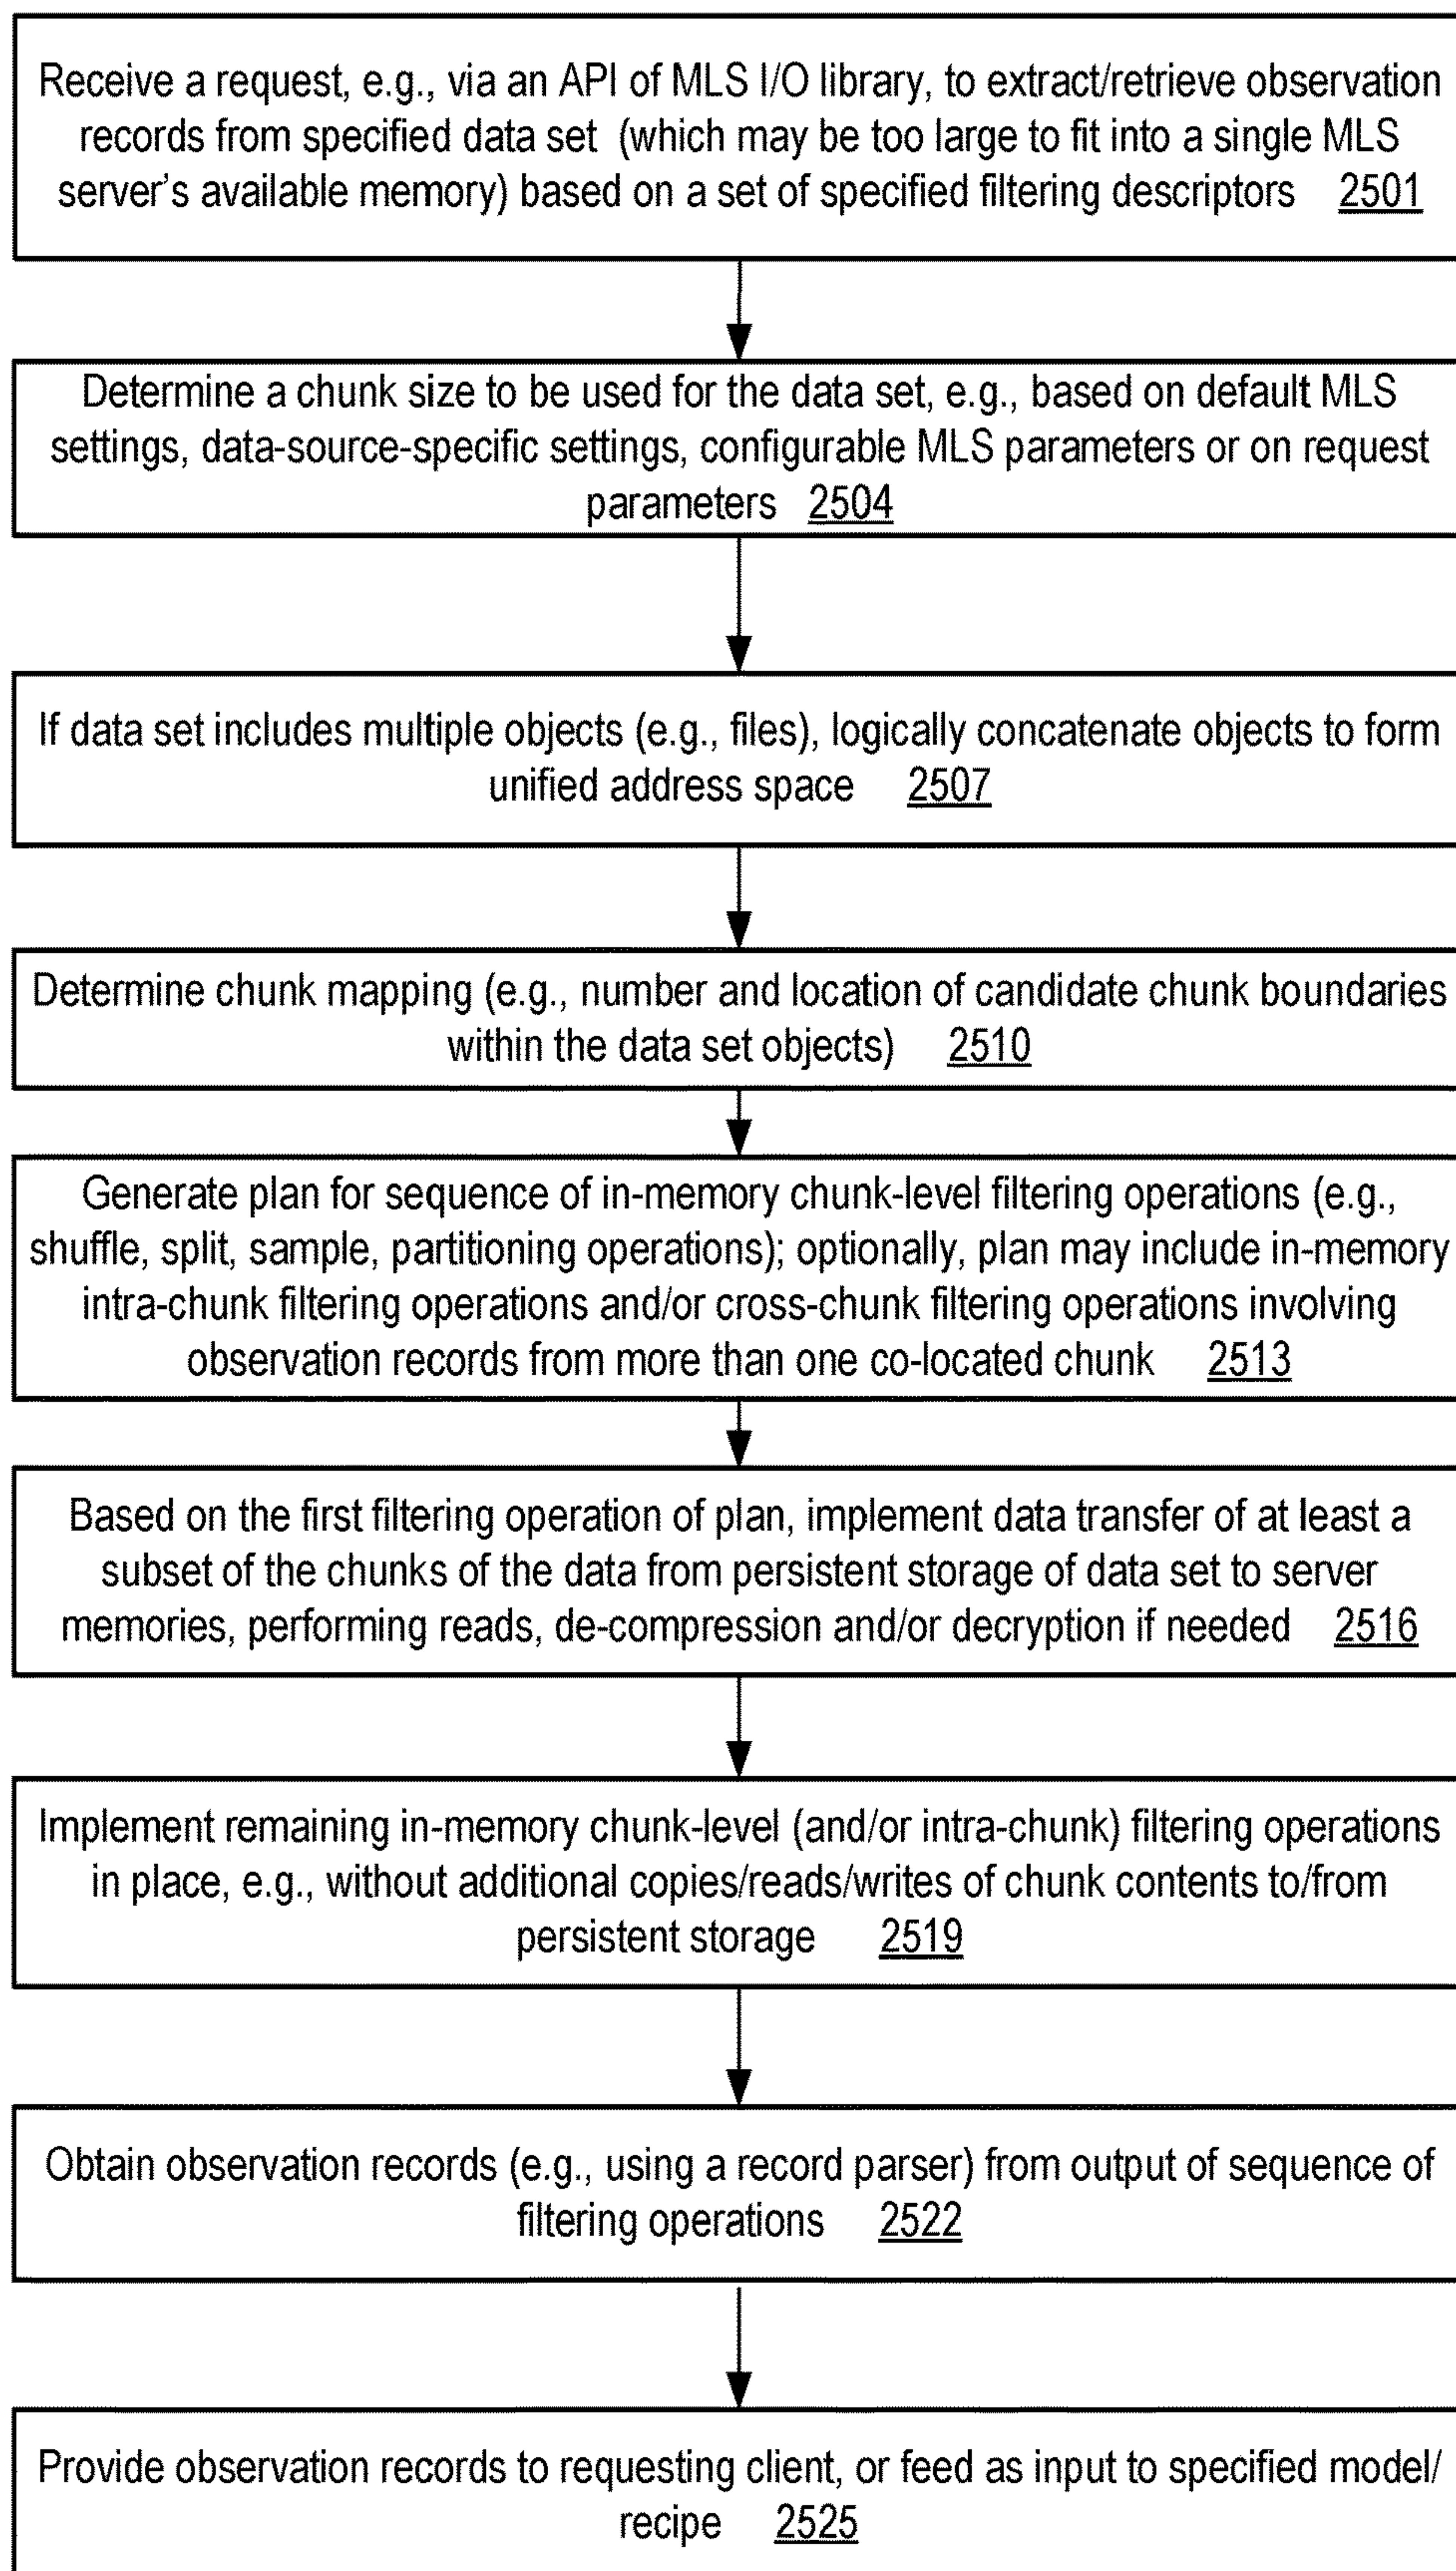 Receive a request, e.g., via an API of MLS I/O library, to extract/retrieve observation
records from specified data set (which may be too large to fit into a single MLS
server's available memory) based on a set of specified filtering descriptors 2501
Determine a chunk size to be used for the data set, e.g., based on default MLS
settings, data-source-specific settings, configurable MLS parameters or on request
parameters 2504
If data set includes multiple objects (e.g., files), logically concatenate objects to form
unified address space 2507
Determine chunk mapping (e.g., number and location of candidate chunk boundaries
within the data set objects) 2510
Generate plan for sequence of in-memory chunk-level filtering operations (e.g.,
shuffle, split, sample, partitioning operations); optionally, plan may include in-memory
intra-chunk filtering operations and/or cross-chunk filtering operations involving
observation records from more than one co-located chunk 2513
Based on the first filtering operation of plan, implement data transfer of at least a
subset of the chunks of the data from persistent storage of data set to server
memories, performing reads, de-compression and/or decryption if needed 2516
Implement remaining in-memory chunk-level (and/or intra-chunk) filtering operations
in place, e.g., without additional copies/reads/writes of chunk contents to/from
persistent storage 2519
Obtain observation records (e.g., using a record parser) from output of sequence of
filtering operations 2522
Provide observation records to requesting client, or feed as input to specified model/
recipe 2525